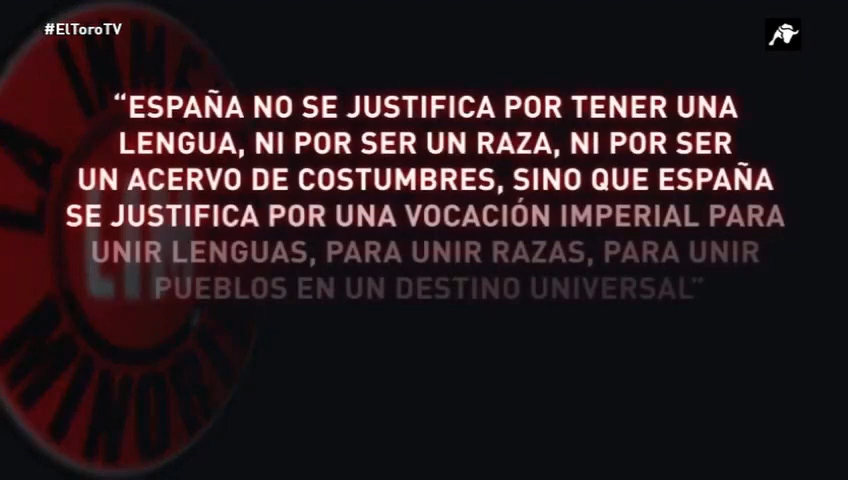 #ElToroTV
“ESPAÑA NO SE JUSTIFICA POR TENER UNA
LENGUA, NI POR SER UN RAZA, NI POR SER
UN ACERVO DE COSTUMBRES, SINO QUE ESPAÑA
SE JUSTIFICA POR UNA VOCACIÓN IMPERIAL PARA
UNIR LENGUAS, PARA UNIR RAZAS, PARA UNIR
PUEBLOS EN UN DESTINO UNIVERSAL”
LA
MINORÍA